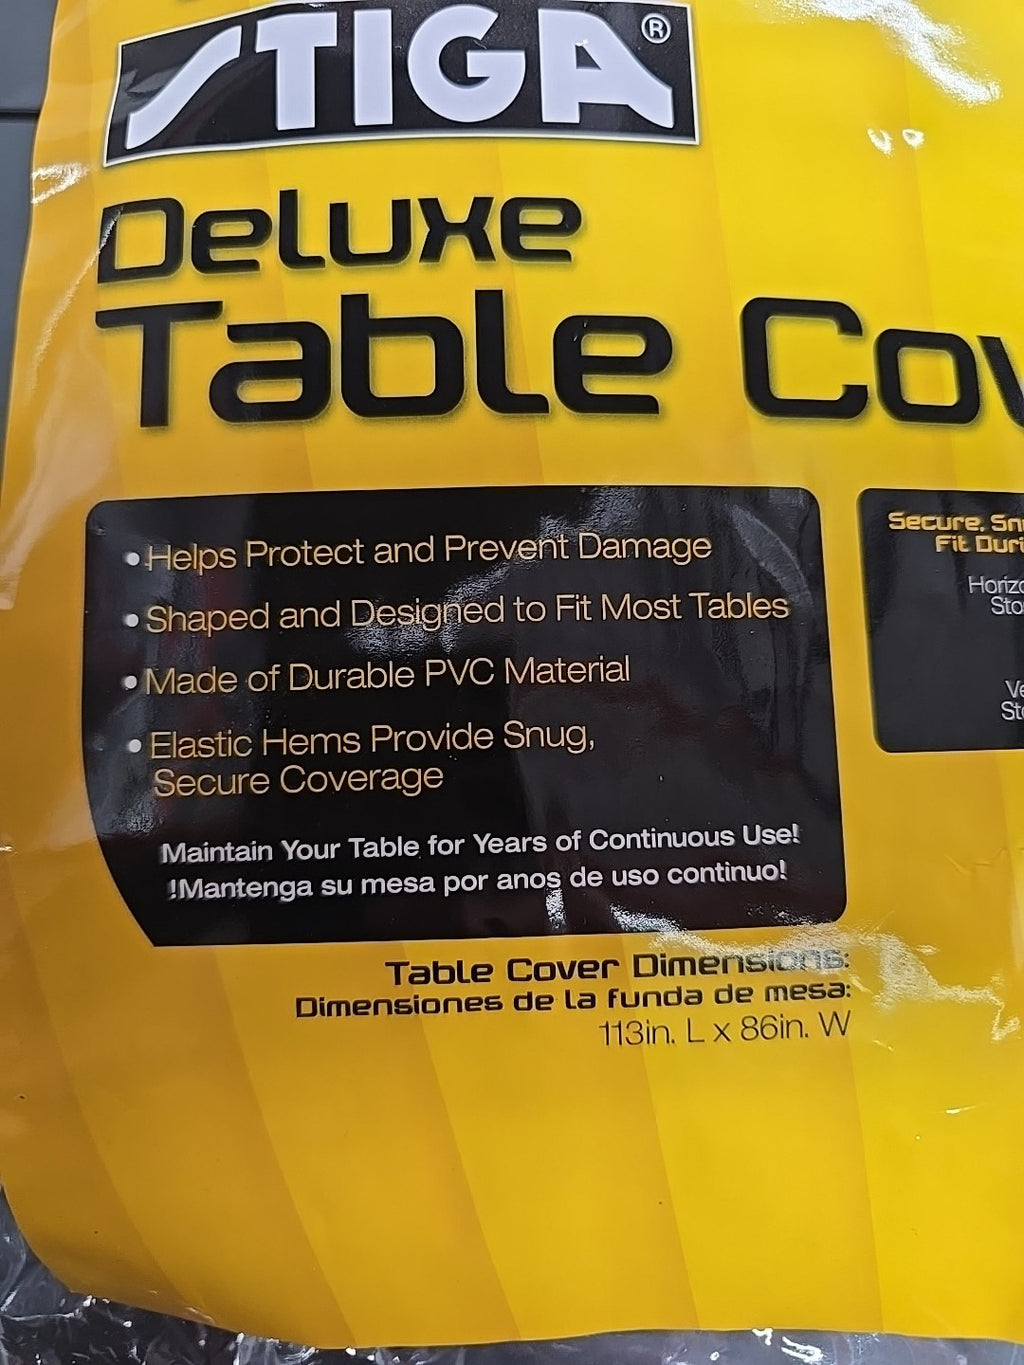 STIGA®
Deluxe
Table
• Helps Protect and Prevent Damage
• Shaped and Designed to Fit Most Tables
• Made of Durable PVC Material
• Elastic Hems Provide Snug,
Secure Coverage
Maintain Your Table for Years of Continuous Use!
!Mantenga su mesa por anos de uso continuo!
Secure,
Fit
Table Cover Dimensions:
Dimensiones de la funda de mesa:
113in. L x 86in. W